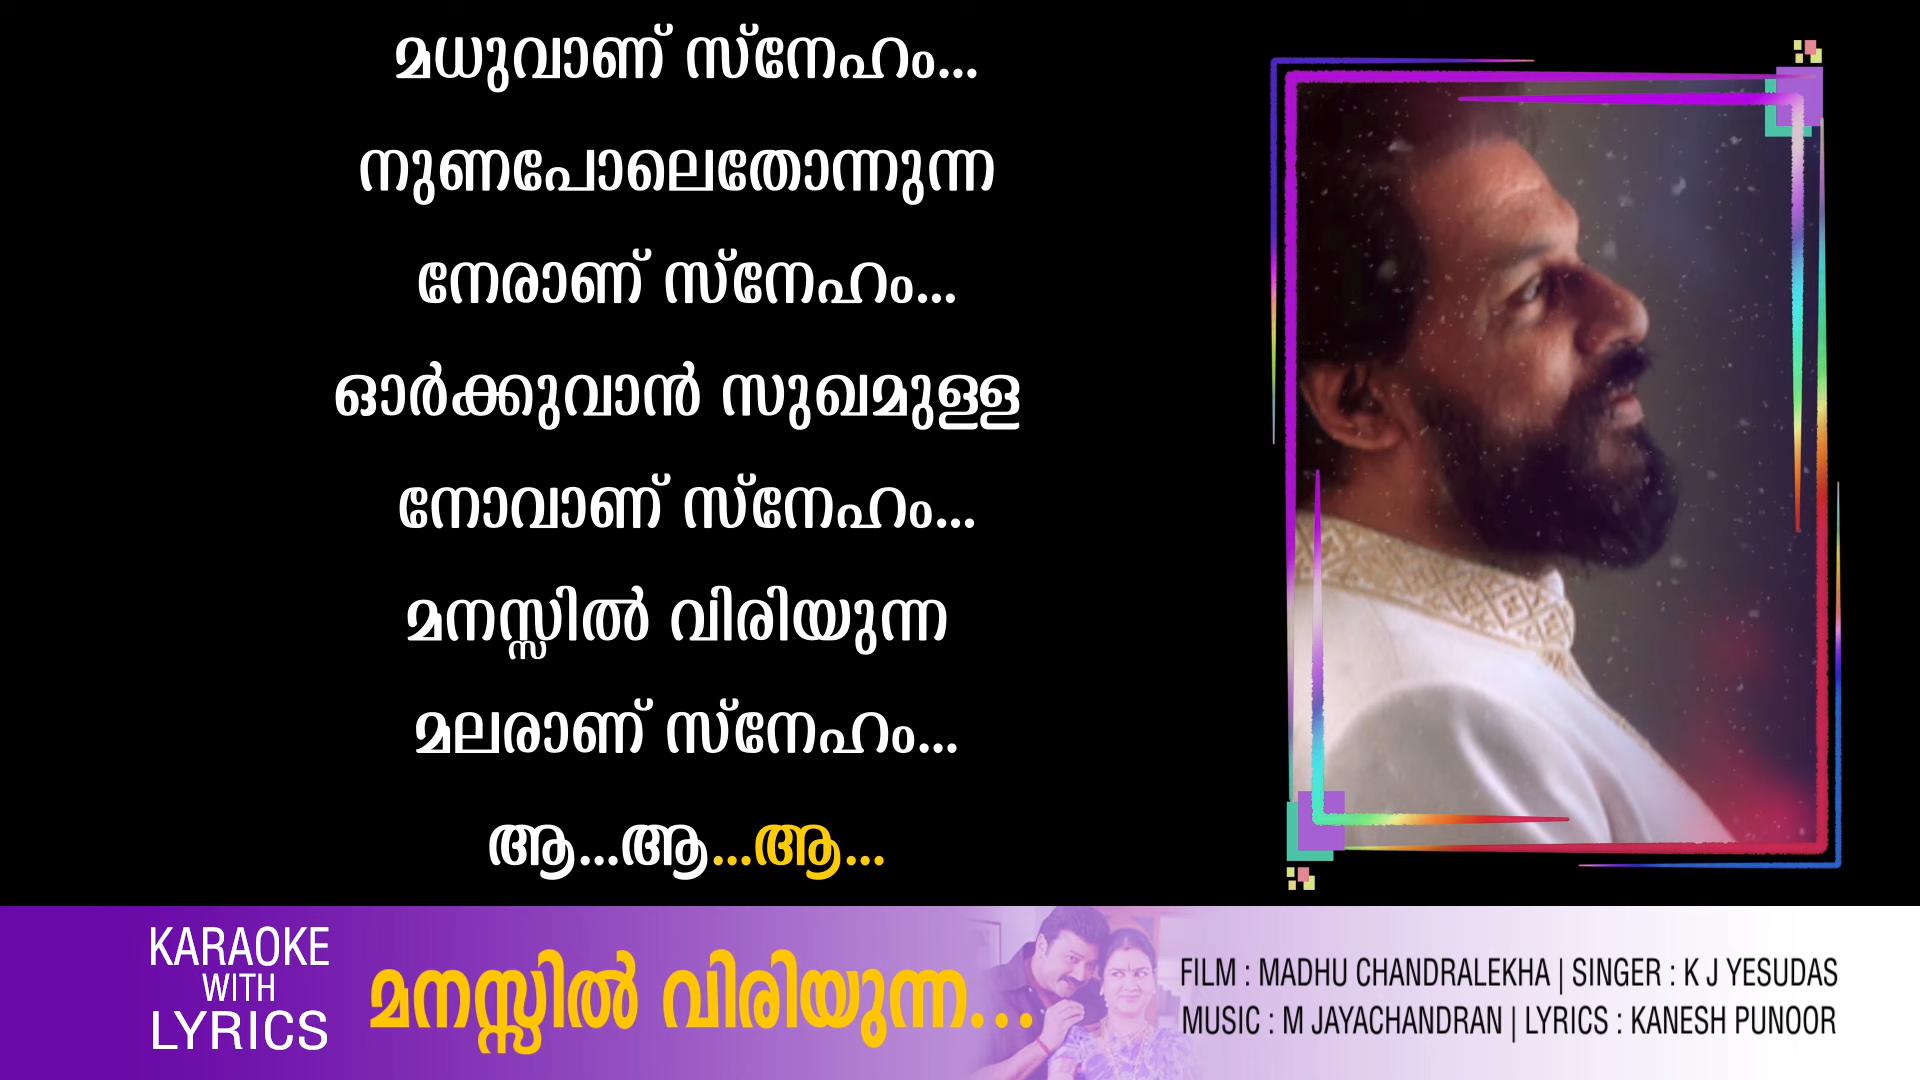 മധുവാണ് സ്നേഹം...
നുണപോലെതോന്നുന്ന
നേരാണ് സ്നേഹം...
ഓർക്കുവാൻ സുഖമുള്ള
നോവാണ് സ്നേഹം...
മനസ്സിൽ വിരിയുന്ന
മലരാണ് സ്നേഹം...
ആ...ആ...ആ...
KARAOKE
WITH
LYRICS
മനസ്സിൽ വിരിയുന്ന...
FILM : MADHU CHANDRALEKHA | SINGER : K J YESUDAS
MUSIC : M JAYACHANDRAN | LYRICS : KANESH PUNOOR